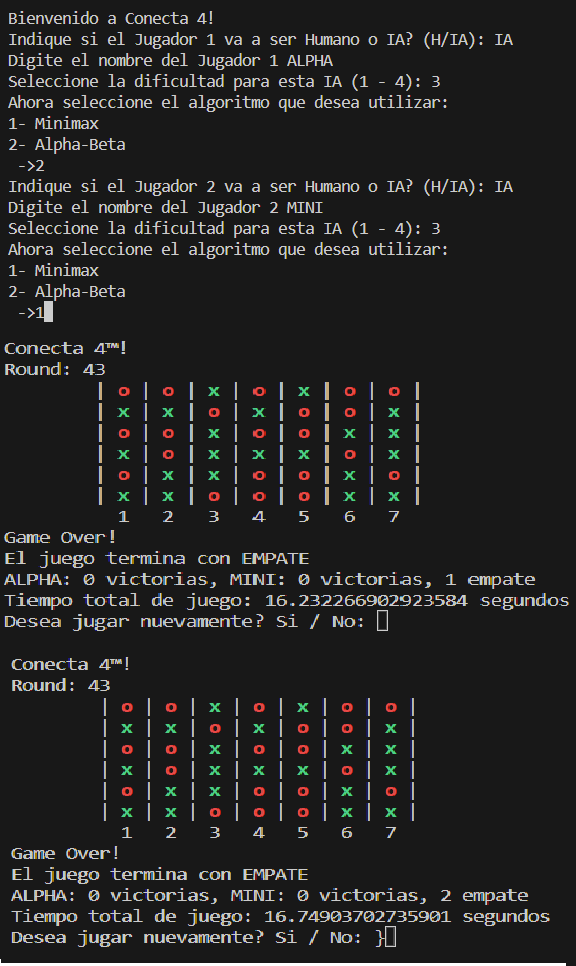 Bienvenido a Conecta 4!
Indique si el Jugador 1 va a ser Humano o IA? (H/IA): IA
Digite el nombre del Jugador 1 ALPHA
Seleccione la dificultad para esta IA (1 - 4): 3
Ahora seleccione el algoritmo que desea utilizar:
1- Minimax
2- Alpha-Beta
->2
Indique si el Jugador 2 va a ser Humano o IA? (H/IA): IA
Digite el nombre del Jugador 2 MINI
Seleccione la dificultad para esta IA (1 - 4): 3
Ahora seleccione el algoritmo que desea utilizar:
1- Minimax
2- Alpha-Beta
->1
Conecta 4™!
Round: 43
| o | o | x | o | x | o | o |
| x | x | o | x | o | o | x |
| o | o | x | o | o | x | x |
| x | o | x | x | x | o | x |
| o | x | x | o | o | x | o |
| x | x | o | o | o | x | x |
1 2 3 4 5 6 7
Game Over!
El juego termina con EMPATE
ALPHA: 0 victorias, MINI: 0 victorias, 1 empate
Tiempo total de juego: 16.232266902923584 segundos
Desea jugar nuevamente? Si / No:
Conecta 4™!
Round: 43
| o | o | x | o | x | o | o |
| x | x | o | x | o | o | x |
| o | o | x | o | o | x | x |
| x | o | x | x | x | o | x |
| o | x | x | o | o | x | o |
| x | x | o | o | o | x | x |
1 2 3 4 5 6 7
Game Over!
El juego termina con EMPATE
ALPHA: 0 victorias, MINI: 0 victorias, 2 empate
Tiempo total de juego: 16.74903702735901 segundos
Desea jugar nuevamente? Si / No: }